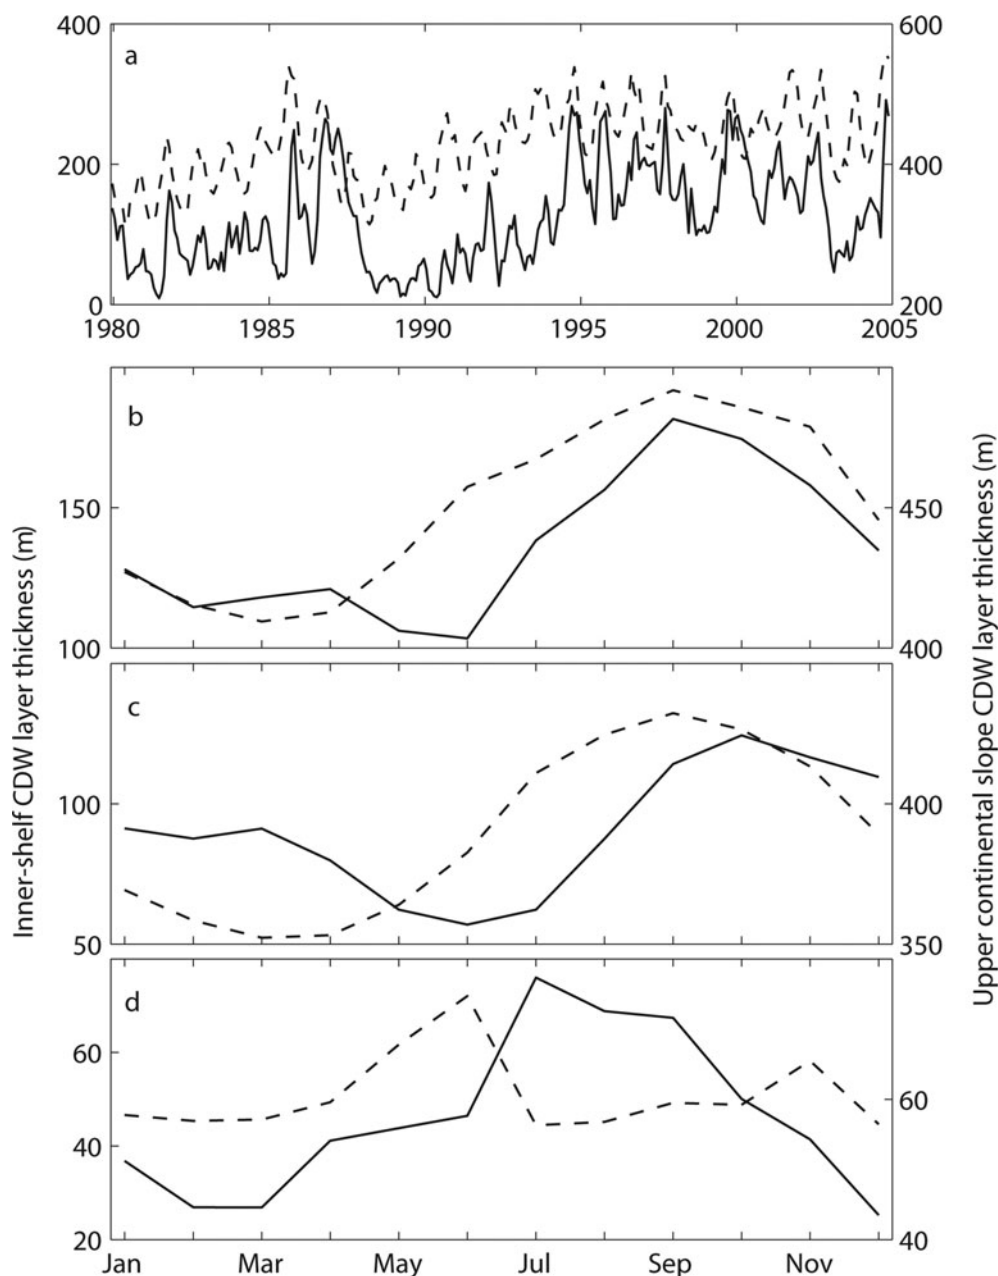 400
600
a
200
400
0
200
1980
1985
1990
1995
2000
2005
b
150
450
100
400
c
100
400
50
350
d
60
60
40
20
40
Jan
Mar
May
Jul
Sep
Nov
Inner-shelf CDW layer thickness (m)
Upper continental slope CDW layer thickness (m)